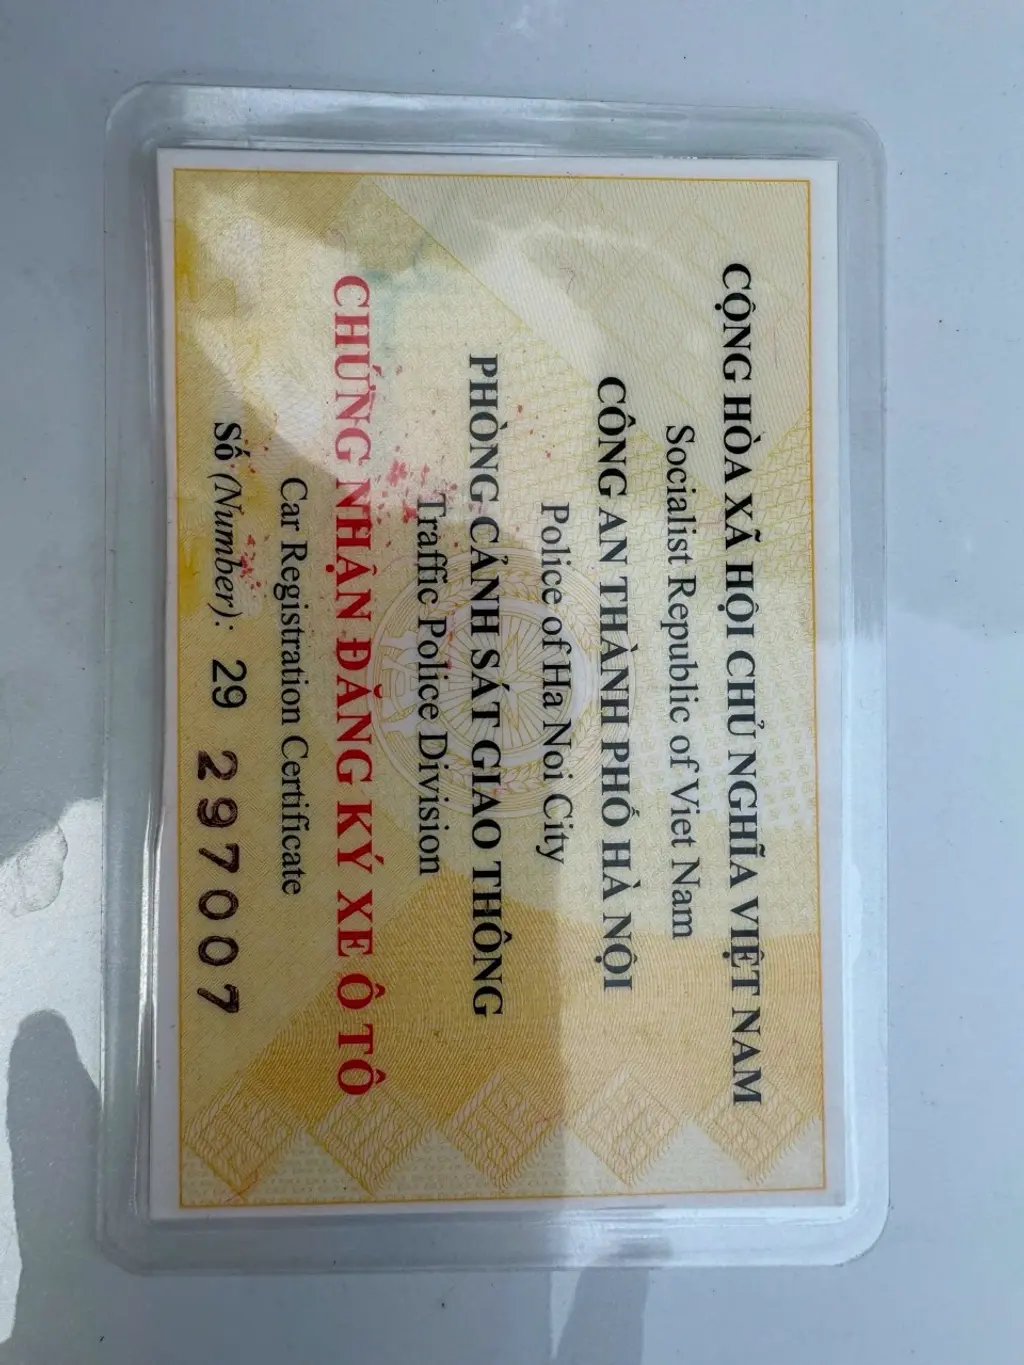 CỘNG HÒA XÃ HỘI CHỦ NGHĨA VIỆT NAM
Socialist Republic of Viet Nam
CÔNG AN THÀNH PHỐ HÀ NỘI
Police of Ha Noi City
PHÒNG CẢNH SÁT GIAO THÔNG
Traffic Police Division
CHỨNG NHẬN ĐĂNG KÝ XE Ô TÔ
Car Registration Certificate
Số (Number): 29 297007